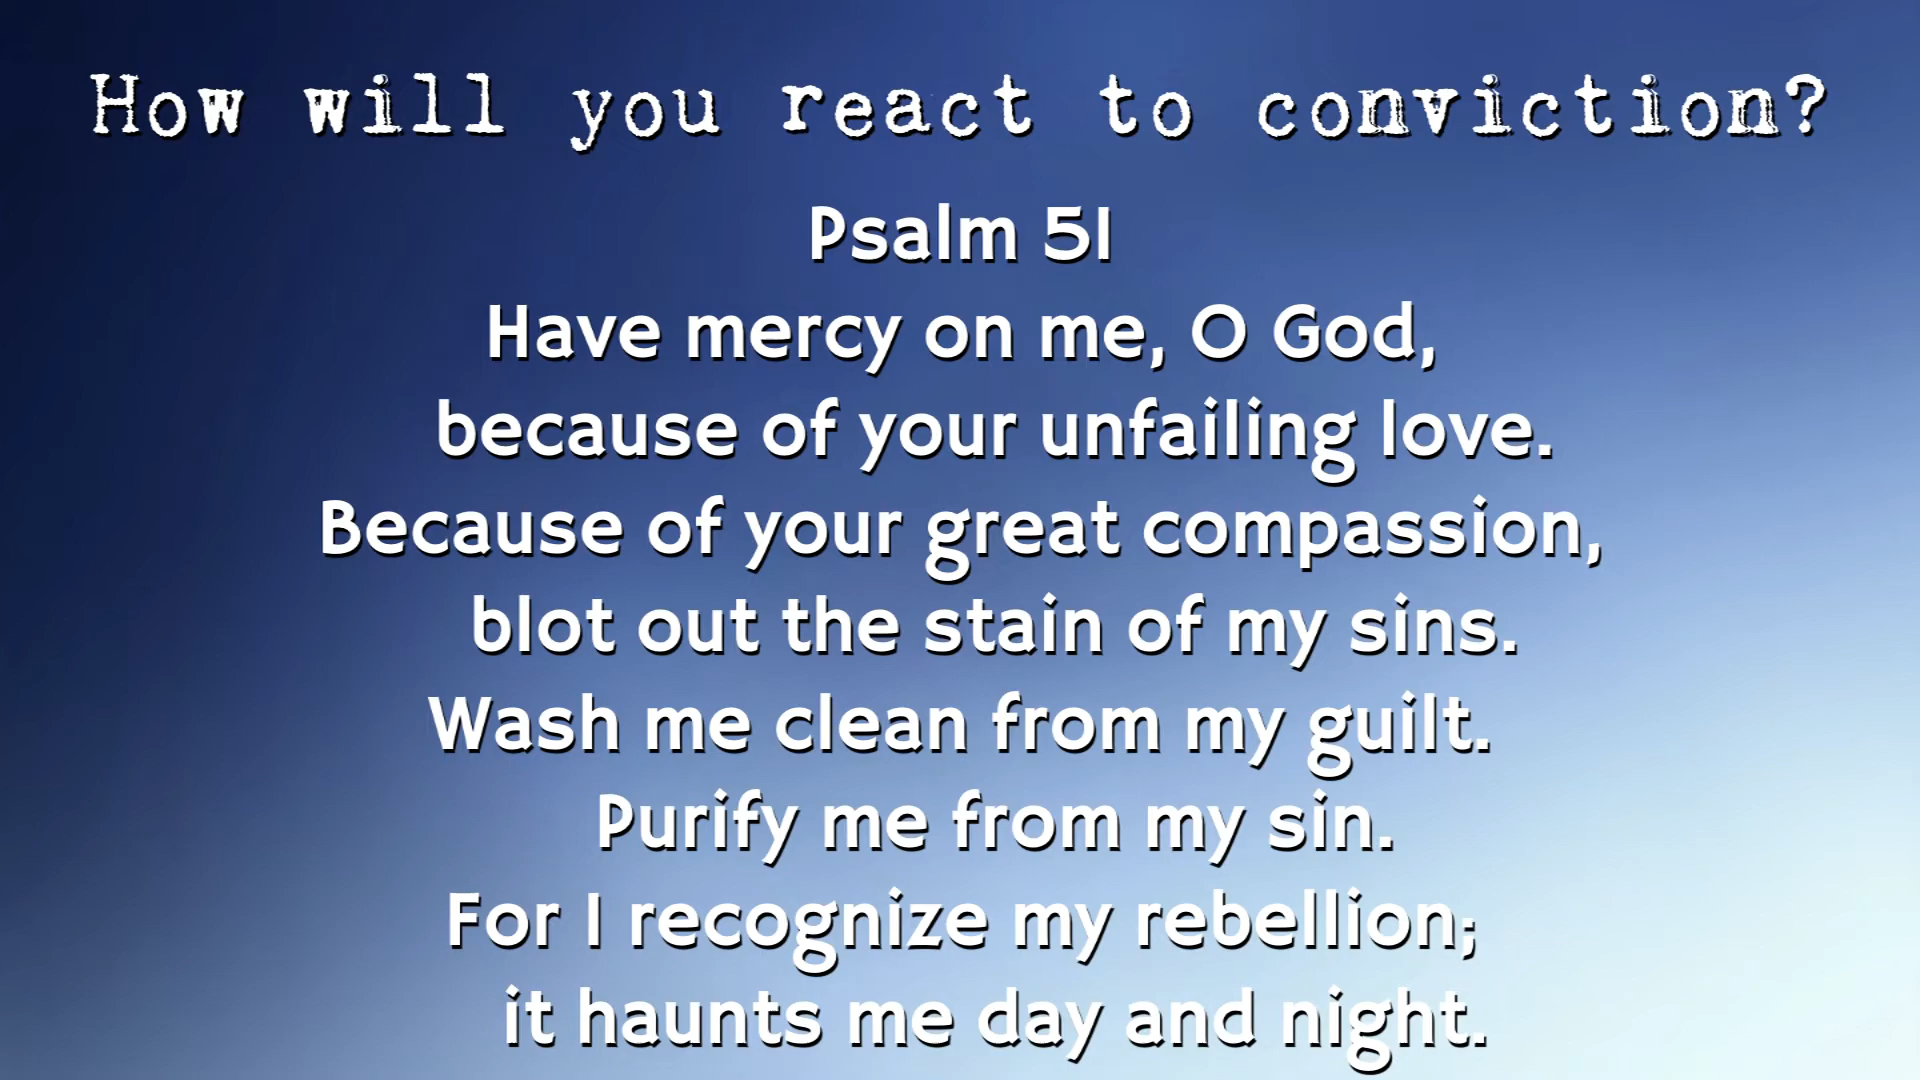 How will you react to conviction?
Psalm 51
Have mercy on me, O God,
because of your unfailing love.
Because of your great compassion,
blot out the stain of my sins.
Wash me clean from my guilt.
Purify me from my sin.
For I recognize my rebellion;
it haunts me day and night.